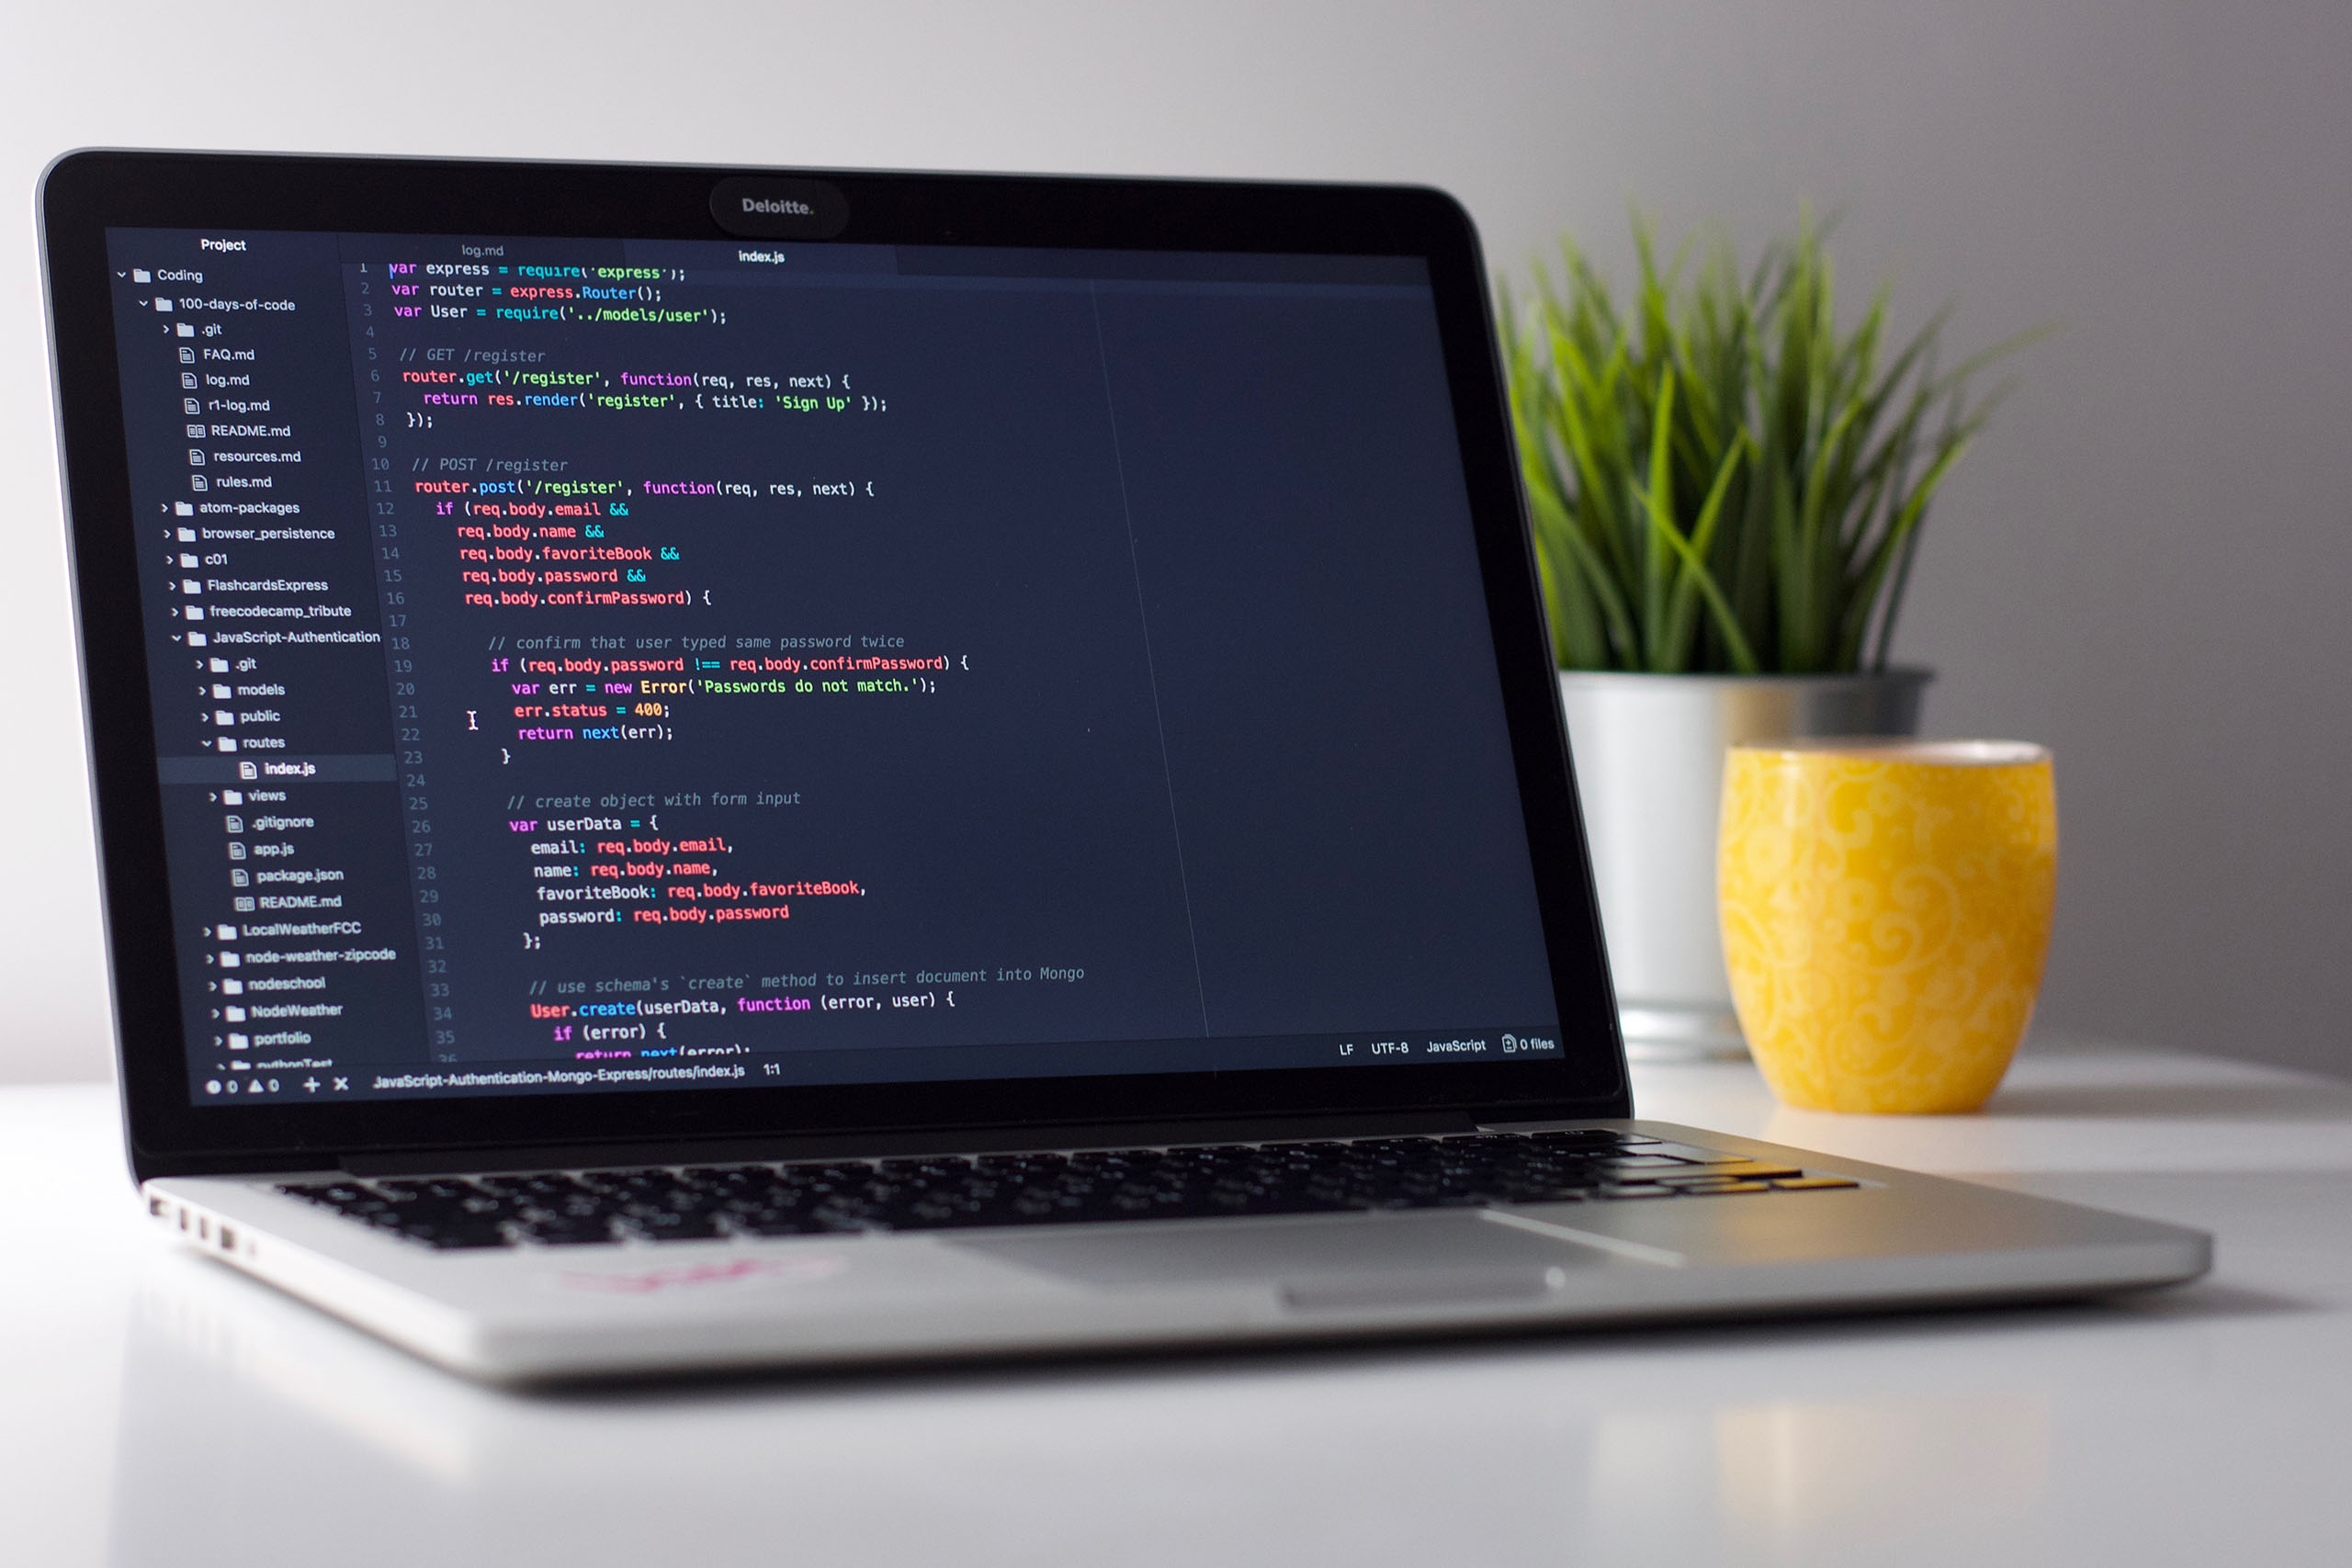 Deloitte.
Project
Coding
100-days-of-code
.git
FAQ.md
log.md
r1-log.md
README.md
resources.md
rules.md
atom-packages
browser_persistence
c01
FlashcardsExpress
freecodecamp_tribute
JavaScript-Authentication
.git
models
public
routes
index.js
views
.gitignore
app.js
package.json
README.md
LocalWeatherFCC
node-weather-zipcode
nodeschool
NodeWeather
portfolio
pythonTest
log.md
index.js
1 var express = require('express');
2 var router = express.Router();
3 var User = require('../models/user');
4
5 // GET /register
6 router.get('/register', function(req, res, next) {
7 return res.render('register', { title: 'Sign Up' });
8 });
9
10 // POST /register
11 router.post('/register', function(req, res, next) {
12 if (req.body.email &&
13 req.body.name &&
14 req.body.favoriteBook &&
15 req.body.password &&
16 req.body.confirmPassword) {
17
18 // confirm that user typed same password twice
19 if (req.body.password !== req.body.confirmPassword) {
20 var err = new Error('Passwords do not match.');
21 err.status = 400;
22 return next(err);
23 }
24
25 // create object with form input
26 var userData = {
27 email: req.body.email,
28 name: req.body.name,
29 favoriteBook: req.body.favoriteBook,
30 password: req.body.password
31 };
32
33 // use schema's `create` method to insert document into Mongo
34 User.create(userData, function (error, user) {
35 if (error) {
36 return next(error);
0 0 + × JavaScript-Authentication-Mongo-Express/routes/index.js 1:1 LF UTF-8 JavaScript 0 files